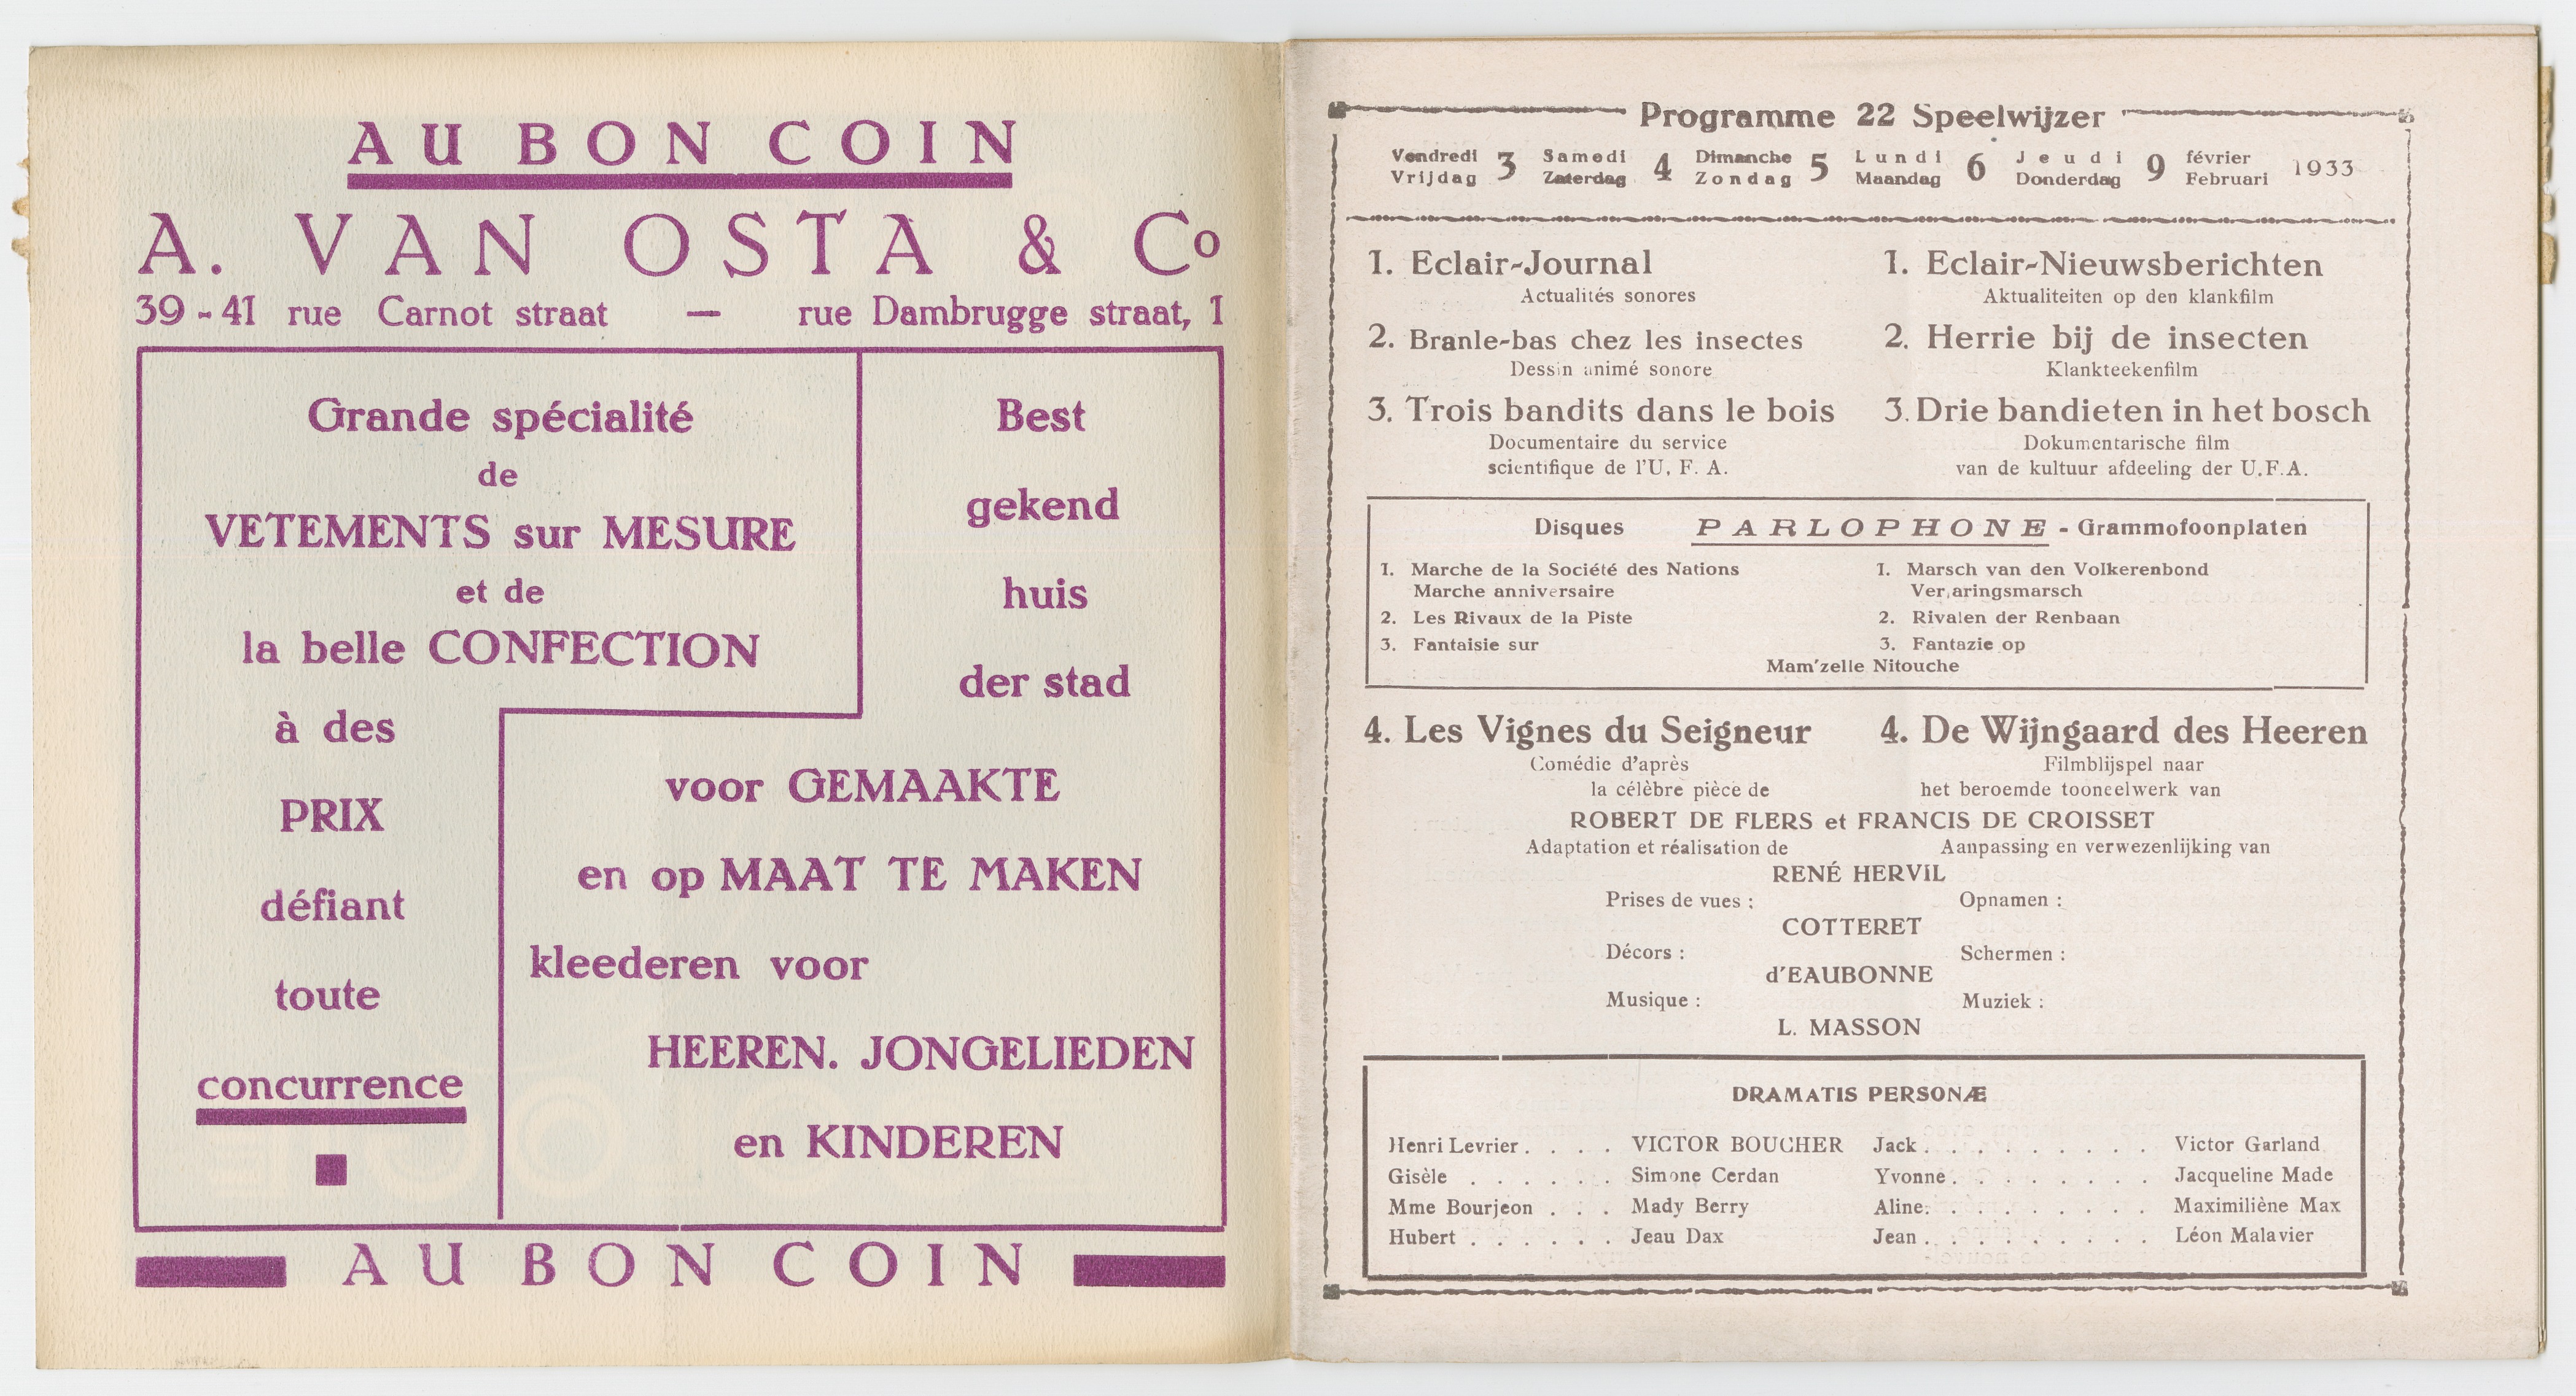 AU BON COIN
A. VAN OSTA & Co
39-41 rue Carnot straat — rue Dambrugge straat, 1
Grande spécialité
de
VETEMENTS sur MESURE
et de
la belle CONFECTION
à des
PRIX
défiant
toute
concurrence
Best
gekend
huis
der stad
voor GEMAAKTE
en op MAAT TE MAKEN
kleederen voor
HEEREN. JONGELIEDEN
en KINDEREN
AU BON COIN
Programme 22 Speelwijzer
Vendredi 3 Samedi 4 Dimanche 5 Lundi 6 Jeudi 9 février 1933
Vrijdag Zaterdag Zondag Maandag Donderdag Februari
1. Eclair-Journal
Actualités sonores
2. Branle-bas chez les insectes
Dessin animé sonore
3. Trois bandits dans le bois
Documentaire du service
scientifique de l'U. F. A.
1. Eclair-Nieuwsberichten
Aktualiteiten op den klankfilm
2. Herrie bij de insecten
Klankteekenfilm
3. Drie bandieten in het bosch
Dokumentarische film
van de kultuur afdeeling der U.F.A.
Disques PARLOPHONE - Grammofoonplaten
1. Marche de la Société des Nations
Marche anniversaire
2. Les Rivaux de la Piste
3. Fantaisie sur
1. Marsch van den Volkerenbond
Ver,aringsmarsch
2. Rivalen der Renbaan
3. Fantazie op
Mam'zelle Nitouche
4. Les Vignes du Seigneur 4. De Wijngaard des Heeren
Comédie d'après Filmblijspel naar
la célèbre pièce de het beroemde tooneelwerk van
ROBERT DE FLERS et FRANCIS DE CROISSET
Adaptation et réalisation de Aanpassing en verwezenlijking van
RENÉ HERVIL
Prises de vues : Opnamen :
COTTERET
Décors : Schermen :
d'EAUBONNE
Musique : Muziek :
L. MASSON
DRAMATIS PERSONÆ
Henri Levrier . . . . VICTOR BOUCHER Jack . . . . . . . . . Victor Garland
Gisèle . . . . . . Simone Cerdan Yvonne . . . . . . . . Jacqueline Made
Mme Bourjeon . . . Mady Berry Aline. . . . . . . . . Maximiliène Max
Hubert . . . . . . Jeau Dax Jean . . . . . . . . . Léon Malavier